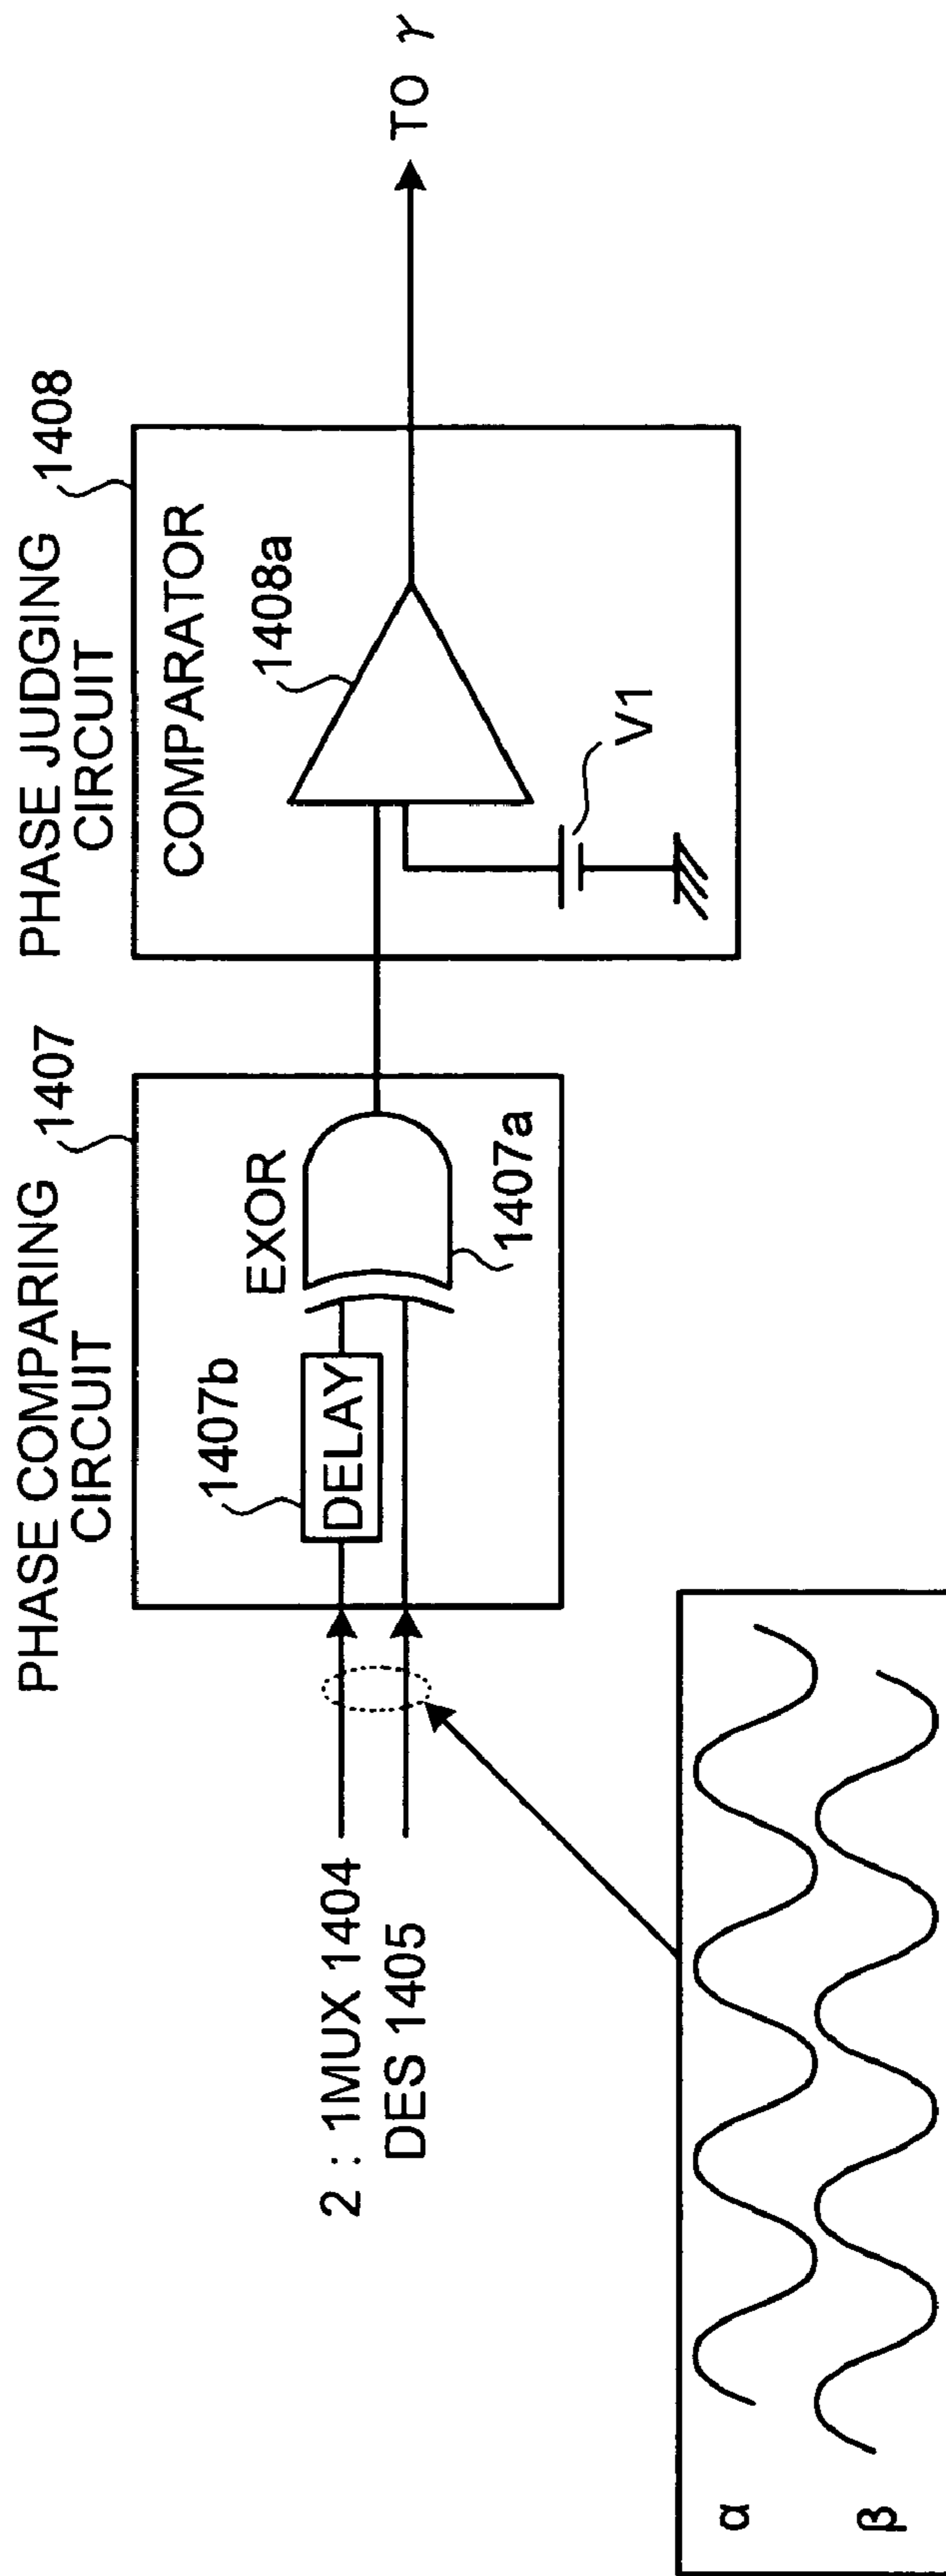 PHASE COMPARING 1407
CIRCUIT
PHASE JUDGING 1408
CIRCUIT
1407b
EXOR
DELAY
1407a
COMPARATOR
1408a
V1
TO γ
2 : 1MUX 1404
DES 1405
α
β